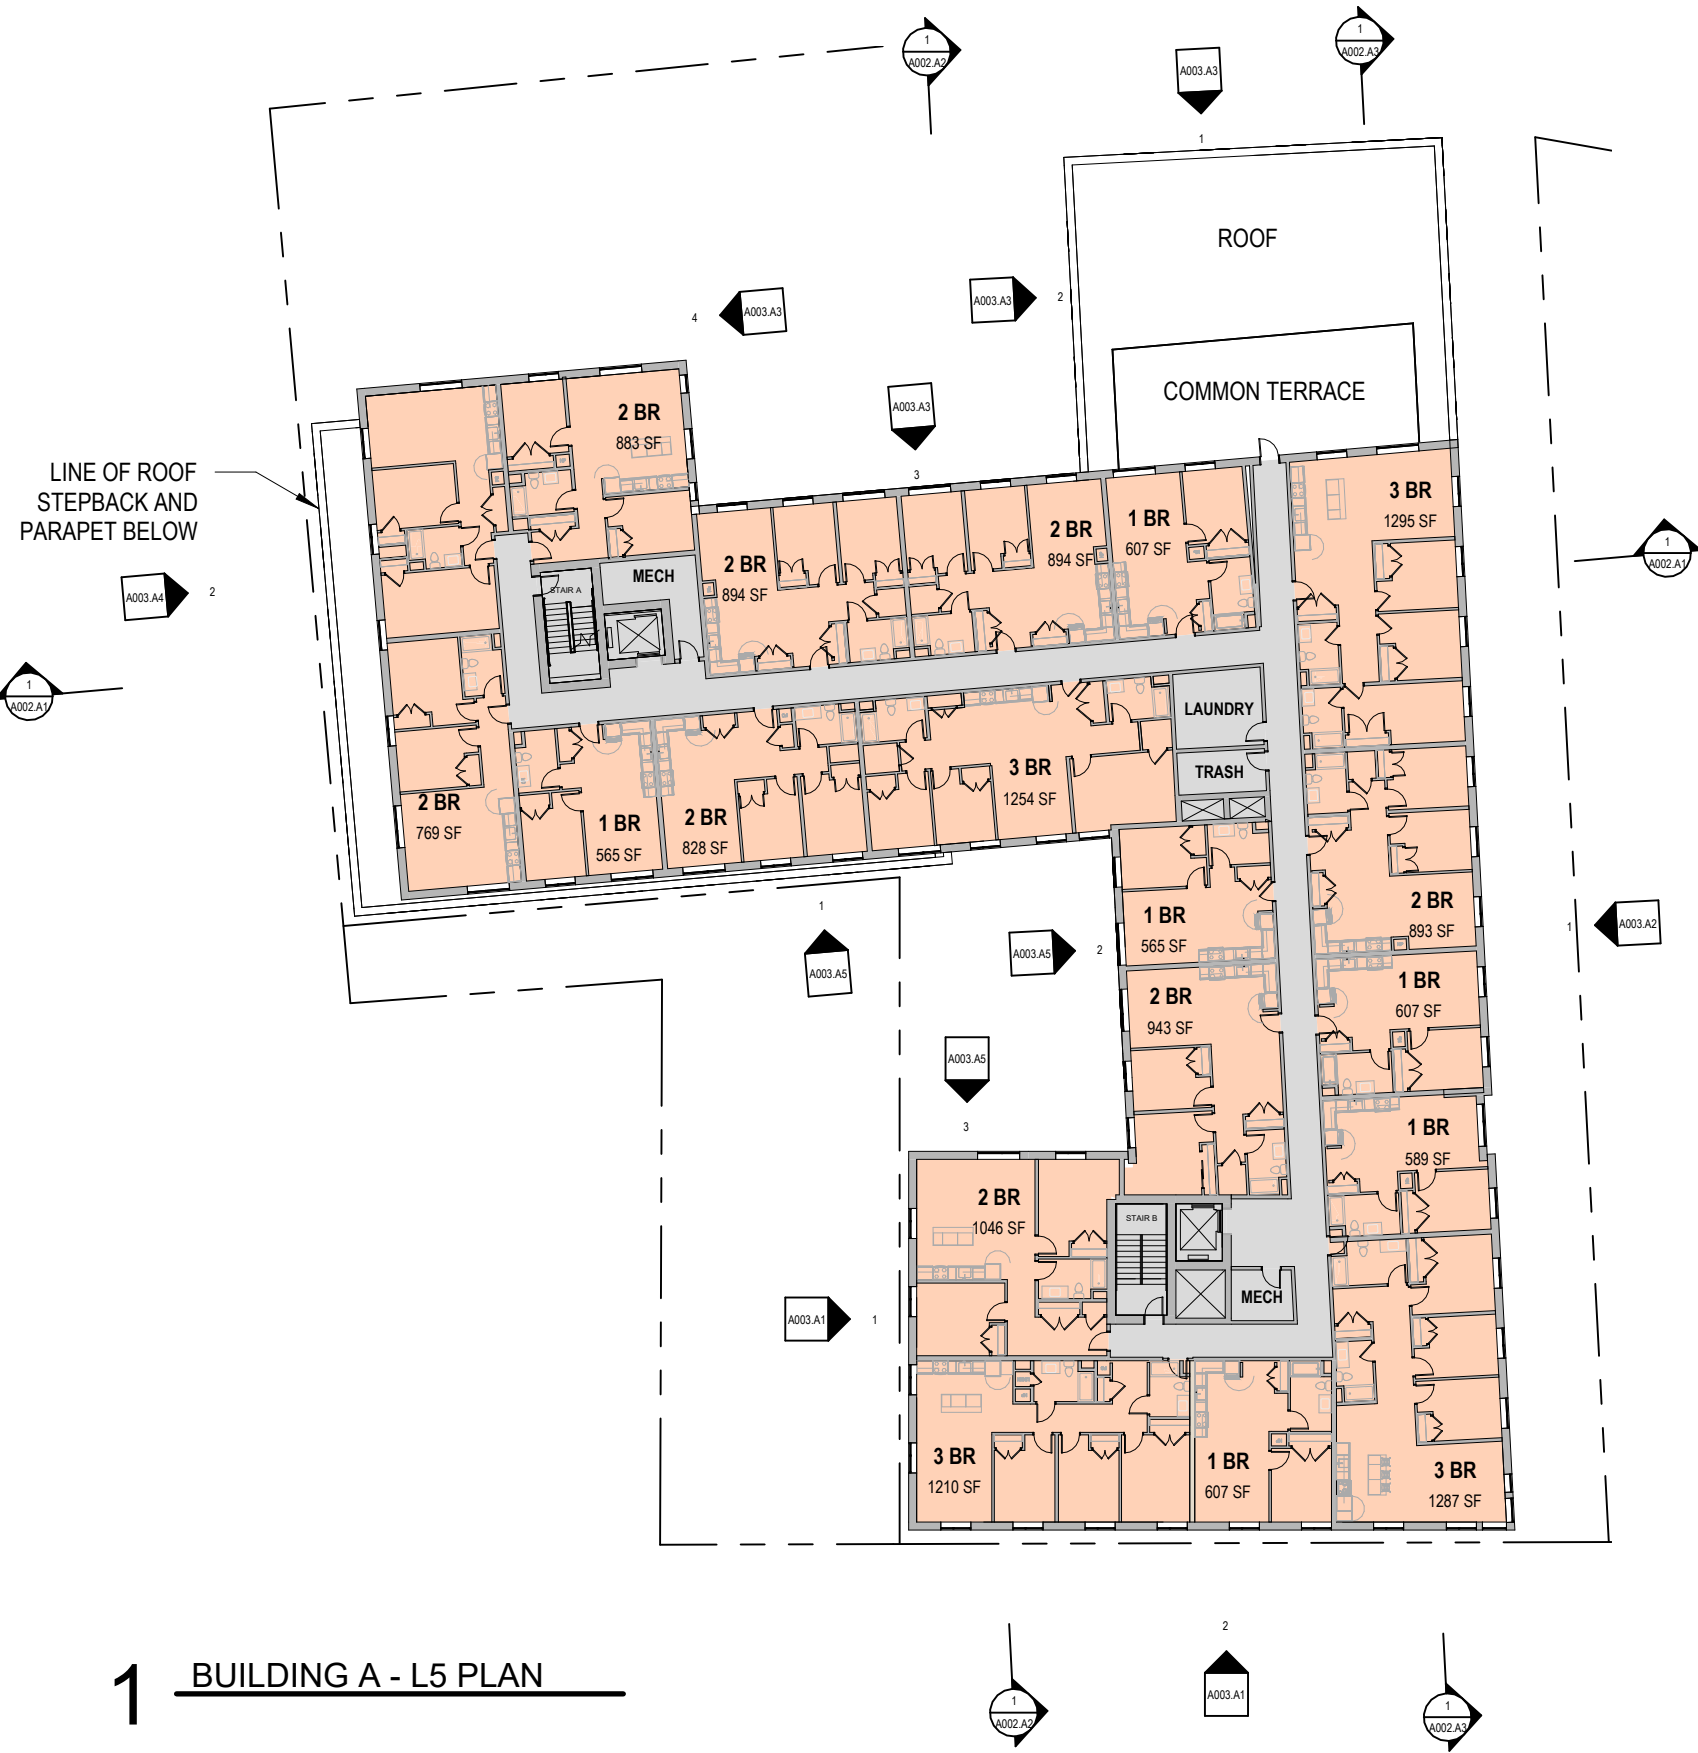 1
A002.A2
1
A002.A3
A003.A3
1
ROOF
A003.A3
4
A003.A3
2
COMMON TERRACE
A003.A3
3
LINE OF ROOF
STEPBACK AND
PARAPET BELOW
2 BR
883 SF
3 BR
1295 SF
1 BR
607 SF
2 BR
894 SF
2 BR
894 SF
1
A002.A1
MECH
STAIR A
A003.A4
2
1
A002.A1
LAUNDRY
TRASH
3 BR
1254 SF
2 BR
769 SF
1 BR
565 SF
2 BR
828 SF
1
A003.A5
A003.A5
2
1 BR
565 SF
2 BR
893 SF
1
A003.A2
2 BR
943 SF
1 BR
607 SF
A003.A5
3
1 BR
589 SF
2 BR
1046 SF
STAIR B
MECH
A003.A1
1
3 BR
1210 SF
1 BR
607 SF
3 BR
1287 SF
2
A003.A1
1
A002.A2
1
A002.A3
1
BUILDING A - L5 PLAN